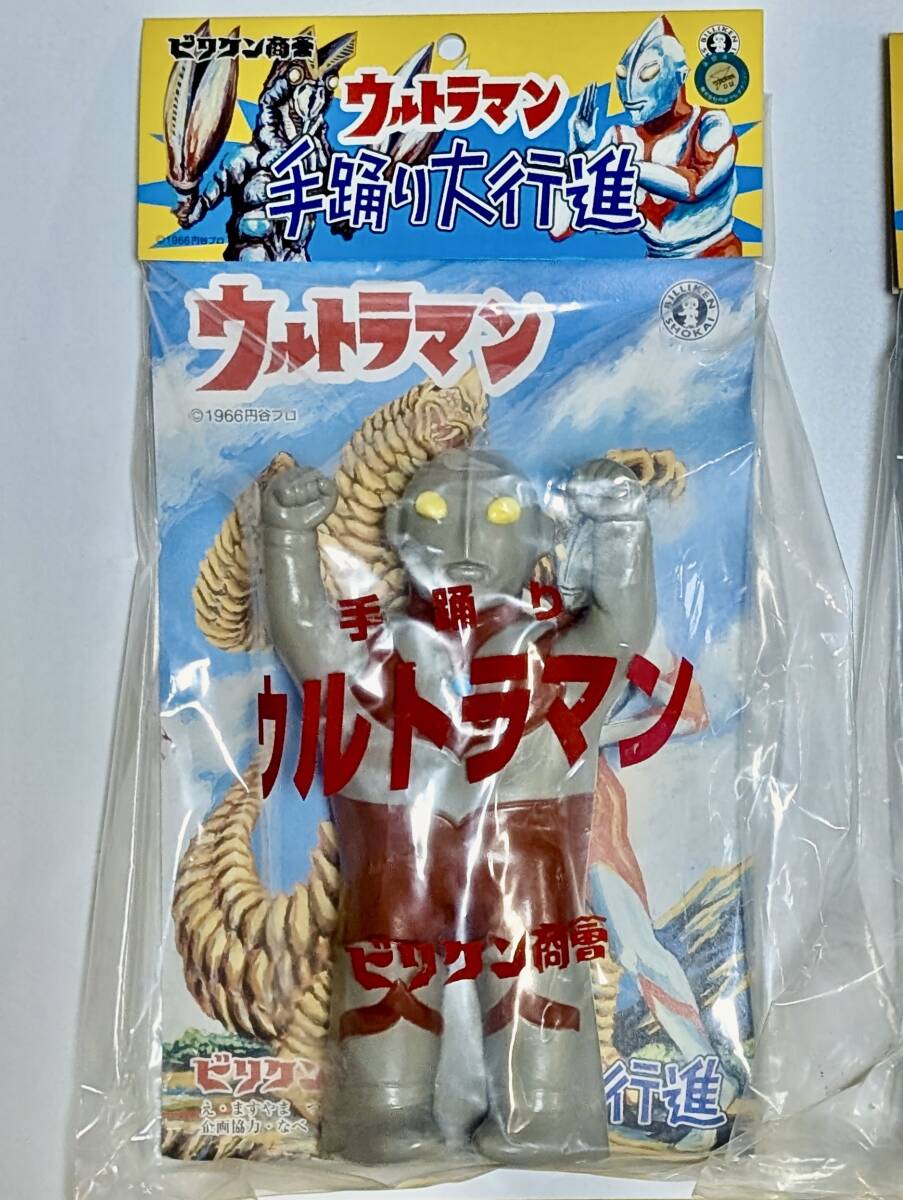 ビリケン商會
BILLIKEN
ウルトラマン
手踊り大行進
©1966円谷プロ
ウルトラマン
BILLIKEN SHOKAI
©1966円谷プロ
手踊り
ウルトラマン
ビリケン商會
ビリケン
行進
え・ますやま
企画協力・なべ